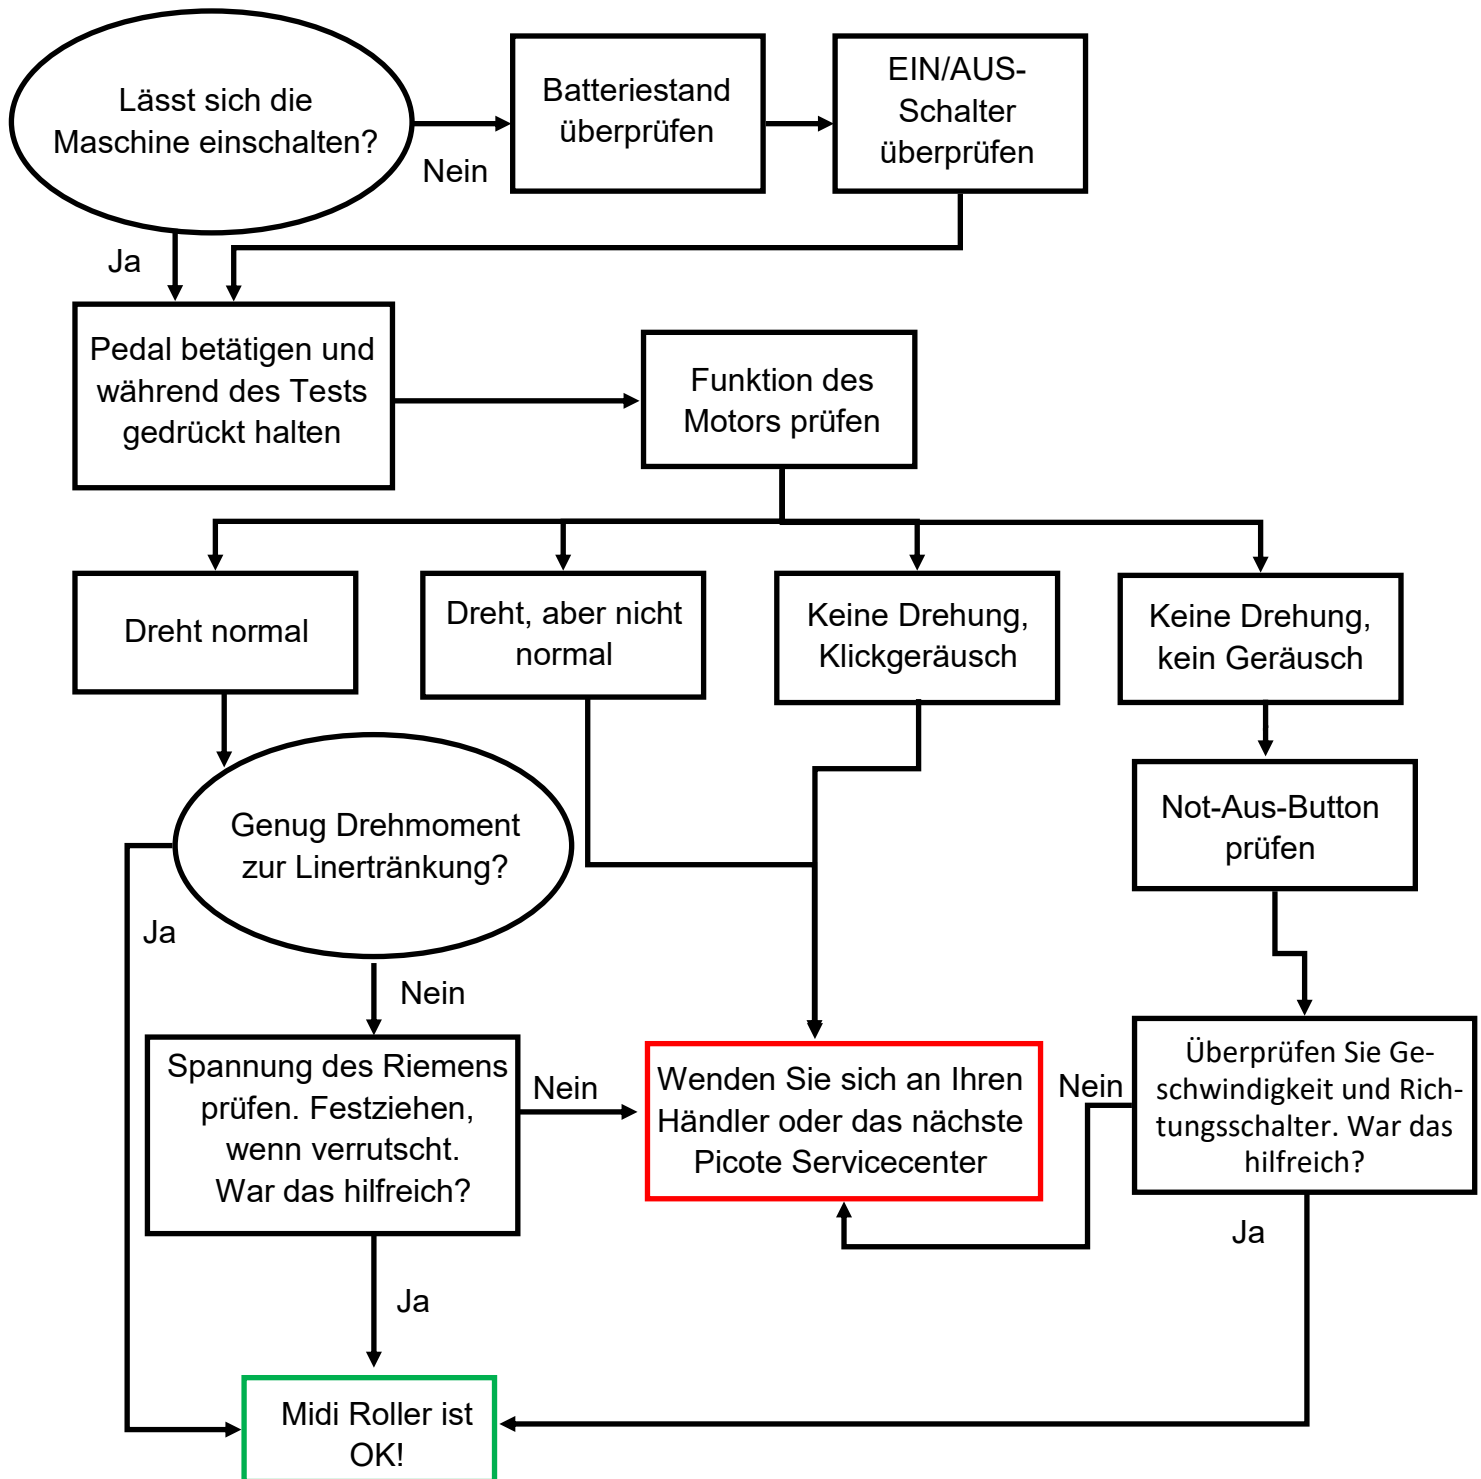 Lässt sich die
Maschine einschalten?
Nein
Batteriestand
überprüfen
EIN/AUS-
Schalter
überprüfen
Ja
Pedal betätigen und
während des Tests
gedrückt halten
Funktion des
Motors prüfen
Dreht normal
Dreht, aber nicht
normal
Keine Drehung,
Klickgeräusch
Keine Drehung,
kein Geräusch
Genug Drehmoment
zur Linertränkung?
Not-Aus-Button
prüfen
Ja
Nein
Spannung des Riemens
prüfen. Festziehen,
wenn verrutscht.
War das hilfreich?
Nein
Wenden Sie sich an Ihren
Händler oder das nächste
Picote Servicecenter
Nein
Überprüfen Sie Ge-
schwindigkeit und Rich-
tungsschalter. War das
hilfreich?
Ja
Ja
Midi Roller ist
OK!